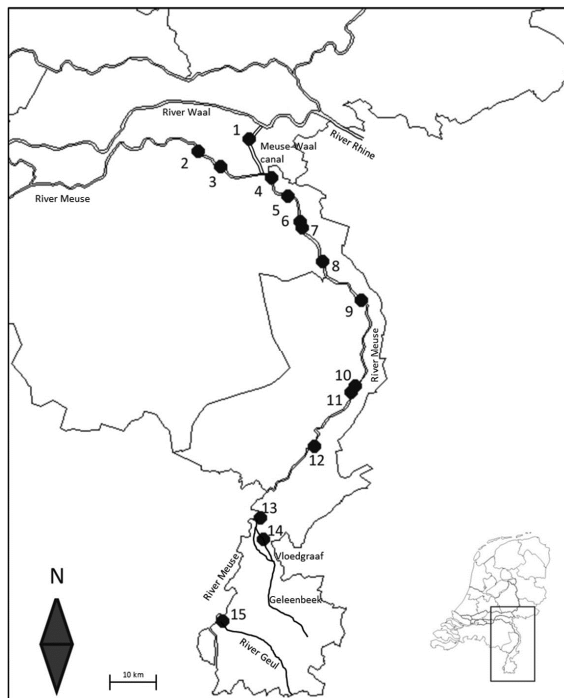 River Waal
1
Meuse-Waal
canal
River Rhine
2
3
4
River Meuse
5
6
7
8
9
River Meuse
10
11
12
13
14
Vloedgraaf
River Meuse
N
Geleenbeek
15
River Geul
10 km